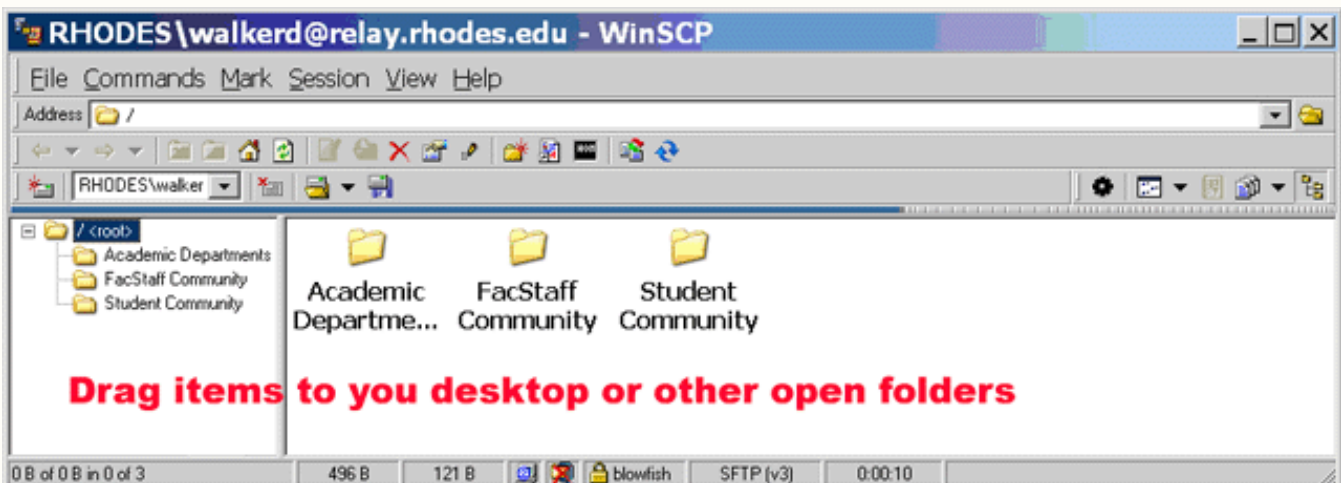 RHODES\walkerd@relay.rhodes.edu - WinSCP
File Commands Mark Session View Help
Address /
RHODES\walker
/ <root>
Academic Departments
FacStaff Community
Student Community
Academic Departme...
FacStaff Community
Student Community
Drag items to you desktop or other open folders
0 B of 0 B in 0 of 3 496 B 121 B blowfish SFTP (v3) 0:00:10